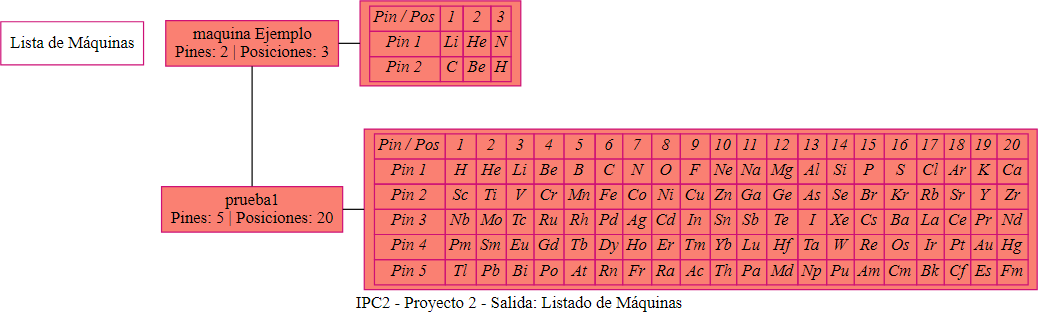 Lista de Máquinas
maquina Ejemplo
Pines: 2 | Posiciones: 3
Pin / Pos 1 2 3
Pin 1 Li He N
Pin 2 C Be H
prueba1
Pines: 5 | Posiciones: 20
Pin / Pos 1 2 3 4 5 6 7 8 9 10 11 12 13 14 15 16 17 18 19 20
Pin 1 H He Li Be B C N O F Ne Na Mg Al Si P S Cl Ar K Ca
Pin 2 Sc Ti V Cr Mn Fe Co Ni Cu Zn Ga Ge As Se Br Kr Rb Sr Y Zr
Pin 3 Nb Mo Tc Ru Rh Pd Ag Cd In Sn Sb Te I Xe Cs Ba La Ce Pr Nd
Pin 4 Pm Sm Eu Gd Tb Dy Ho Er Tm Yb Lu Hf Ta W Re Os Ir Pt Au Hg
Pin 5 Tl Pb Bi Po At Rn Fr Ra Ac Th Pa Md Np Pu Am Cm Bk Cf Es Fm
IPC2 - Proyecto 2 - Salida: Listado de Máquinas